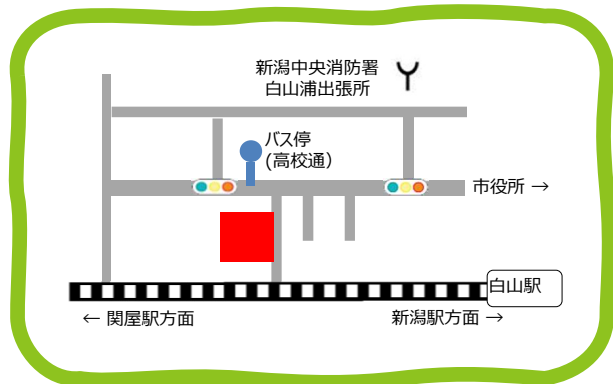 新潟中央消防署
白山浦出張所
バス停
(高校通)
市役所 →
白山駅
← 関屋駅方面
新潟駅方面 →